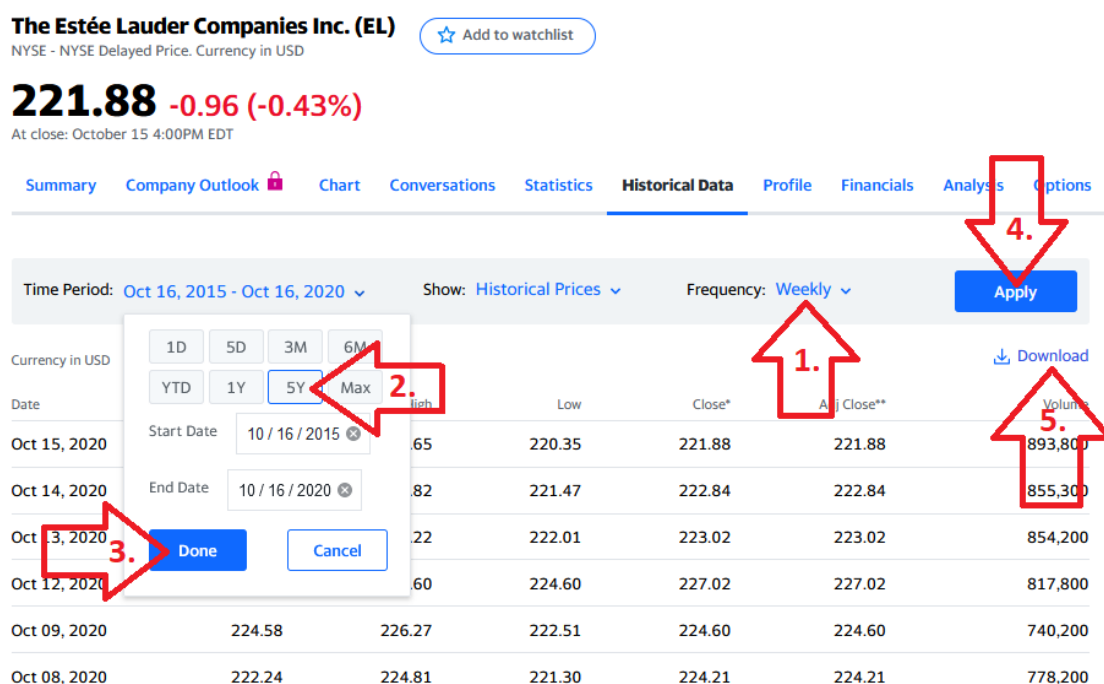 The Estée Lauder Companies Inc. (EL) Add to watchlist
NYSE - NYSE Delayed Price. Currency in USD
221.88 -0.96 (-0.43%)
At close: October 15 4:00PM EDT
Summary Company Outlook Chart Conversations Statistics Historical Data Profile Financials Analysis Options
4.
Time Period: Oct 16, 2015 - Oct 16, 2020 Show: Historical Prices Frequency: Weekly Apply
1D 5D 3M 6M
Currency in USD 1. Download
YTD 1Y 5Y 2. Max
Date High Low Close* Adj Close** Volume
5.
Start Date 10 / 16 / 2015
Oct 15, 2020 .65 220.35 221.88 221.88 893,800
End Date 10 / 16 / 2020
Oct 14, 2020 .82 221.47 222.84 222.84 855,300
Oct 13, 2020 .22 222.01 223.02 223.02 854,200
3. Done Cancel
Oct 12, 2020 .60 224.60 227.02 227.02 817,800
Oct 09, 2020 224.58 226.27 222.51 224.60 224.60 740,200
Oct 08, 2020 222.24 224.81 221.30 224.21 224.21 778,200